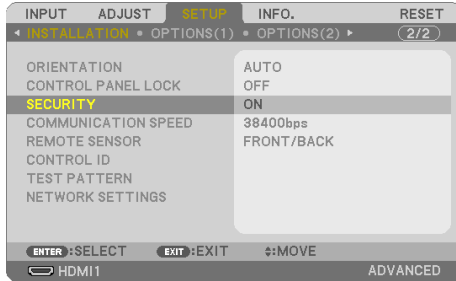 INPUT ADJUST SETUP INFO. RESET
INSTALLATION OPTIONS(1) OPTIONS(2) (2/2)
ORIENTATION AUTO
CONTROL PANEL LOCK OFF
SECURITY ON
COMMUNICATION SPEED 38400bps
REMOTE SENSOR FRONT/BACK
CONTROL ID
TEST PATTERN
NETWORK SETTINGS
ENTER :SELECT EXIT :EXIT :MOVE
HDMI1 ADVANCED